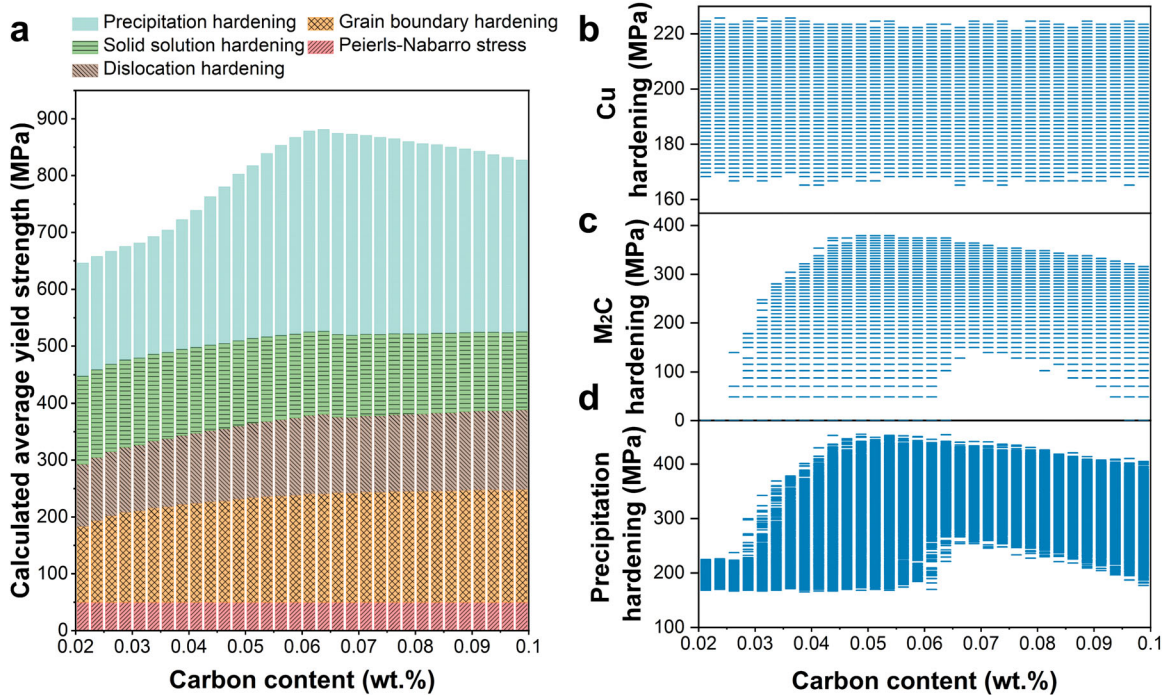 a
Precipitation hardening
Grain boundary hardening
Solid solution hardening
Peierls-Nabarro stress
Dislocation hardening
Calculated average yield strength (MPa)
900
800
700
600
500
400
300
200
100
0
0.02 0.03 0.04 0.05 0.06 0.07 0.08 0.09 0.1
Carbon content (wt.%)
b
Cu
hardening (MPa)
220
200
180
160
c
M₂C
hardening (MPa)
400
300
200
100
0
d
Precipitation
hardening (MPa)
400
300
200
100
0.02 0.03 0.04 0.05 0.06 0.07 0.08 0.09 0.1
Carbon content (wt.%)